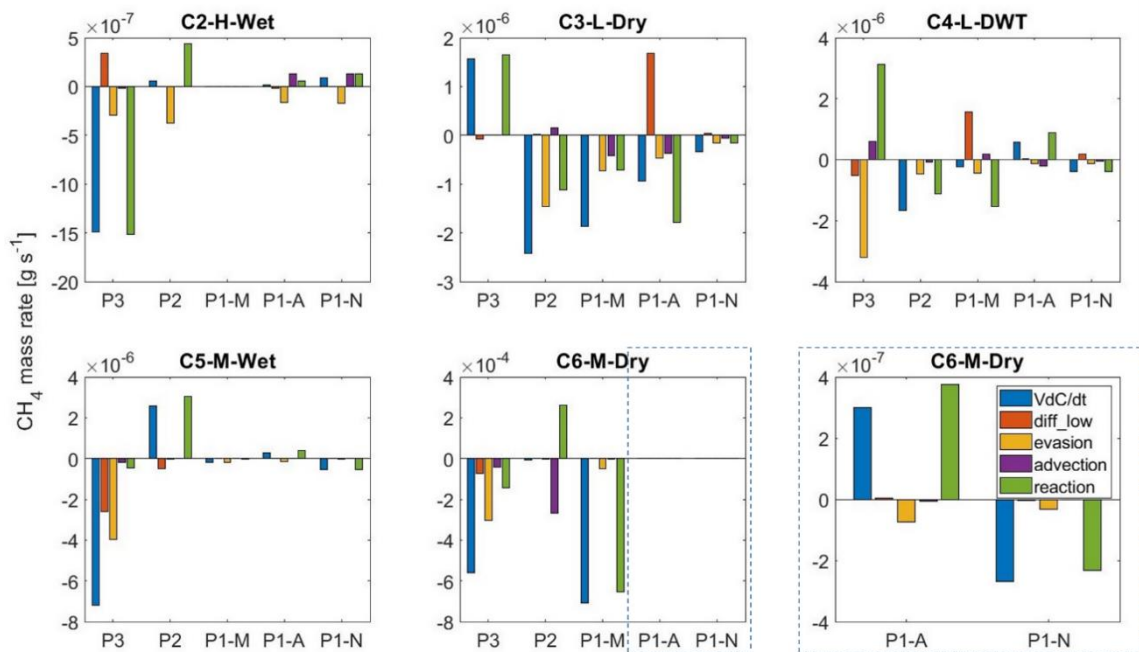 CH₄ mass rate [g s⁻¹]
C2-H-Wet
×10⁻⁷
5
0
-5
-10
-15
-20
P3 P2 P1-M P1-A P1-N
C3-L-Dry
×10⁻⁶
2
1
0
-1
-2
-3
P3 P2 P1-M P1-A P1-N
C4-L-DWT
×10⁻⁶
4
2
0
-2
-4
P3 P2 P1-M P1-A P1-N
C5-M-Wet
×10⁻⁶
4
2
0
-2
-4
-6
-8
P3 P2 P1-M P1-A P1-N
C6-M-Dry
×10⁻⁴
4
2
0
-2
-4
-6
-8
P3 P2 P1-M P1-A P1-N
C6-M-Dry
×10⁻⁷
4
2
0
-2
-4
P1-A P1-N
VdC/dt
diff_low
evasion
advection
reaction